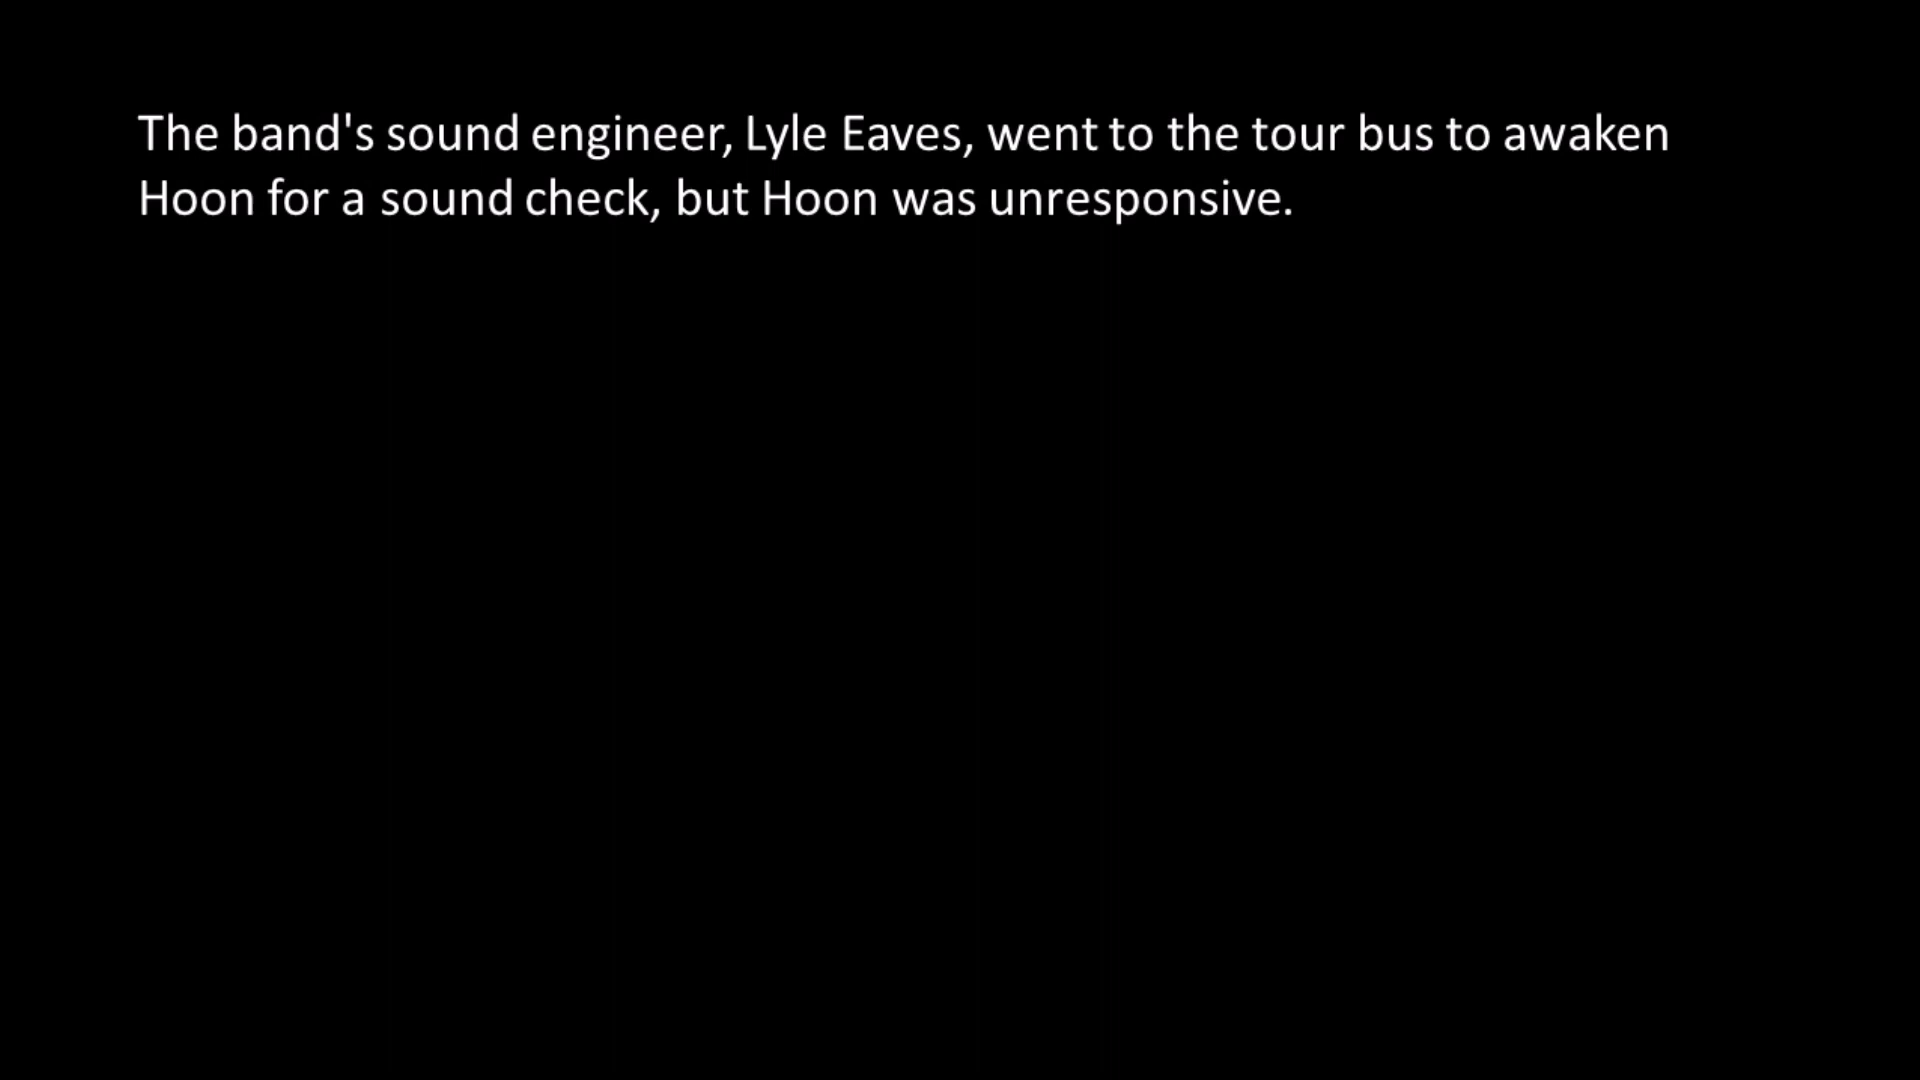 The band's sound engineer, Lyle Eaves, went to the tour bus to awaken
Hoon for a sound check, but Hoon was unresponsive.